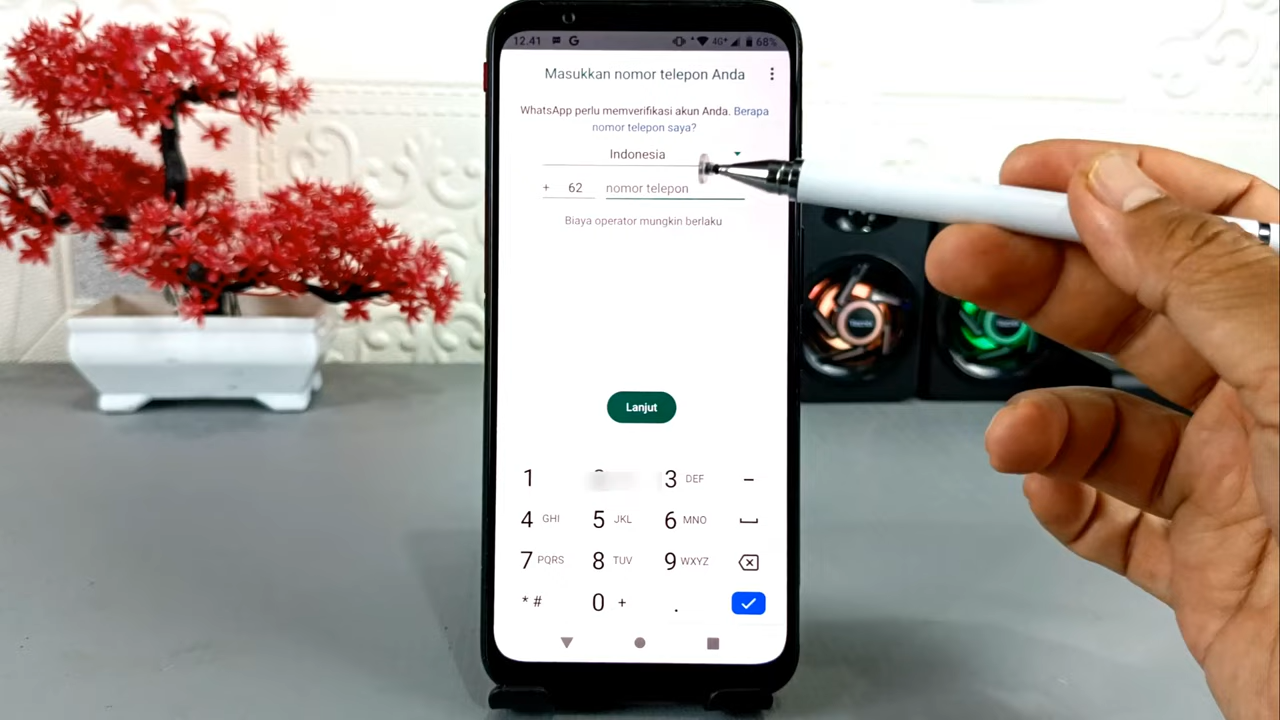 12.41 G 4G+ 68%
Masukkan nomor telepon Anda
WhatsApp perlu memverifikasi akun Anda. Berapa
nomor telepon saya?
Indonesia
+ 62 nomor telepon
Biaya operator mungkin berlaku
Lanjut
1 3 DEF –
4 GHI 5 JKL 6 MNO
7 PQRS 8 TUV 9 WXYZ
* # 0 + .